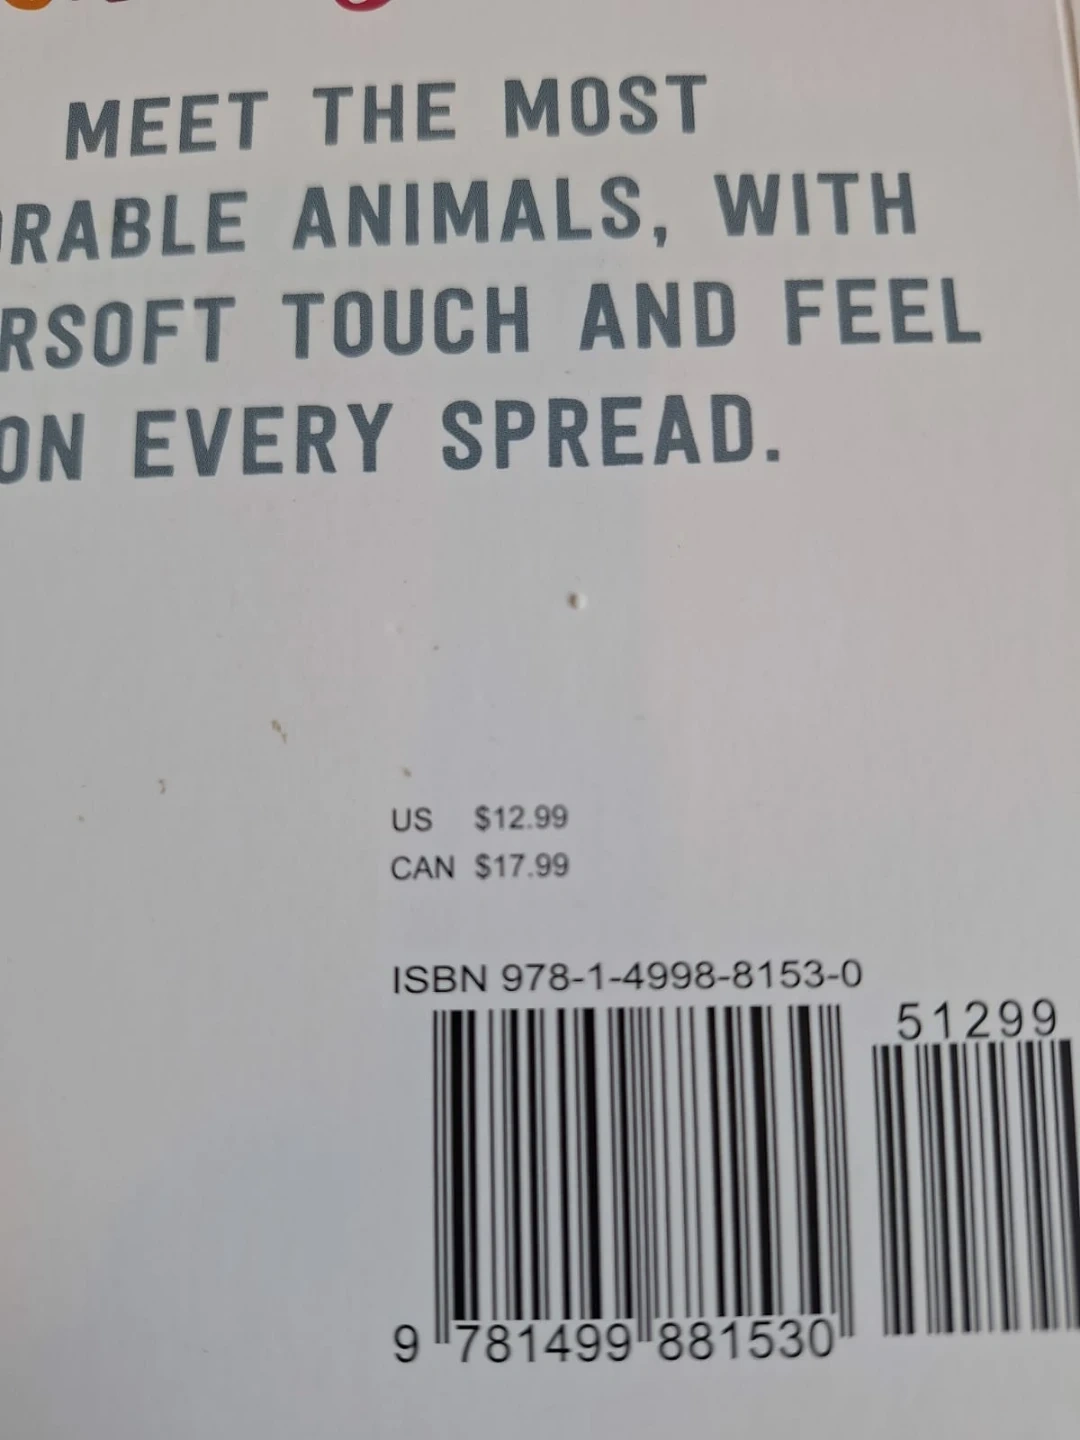 MEET THE MOST
ORABLE ANIMALS, WITH
RSOFT TOUCH AND FEEL
ON EVERY SPREAD.
US $12.99
CAN $17.99
ISBN 978-1-4998-8153-0
51299
9 781499 881530